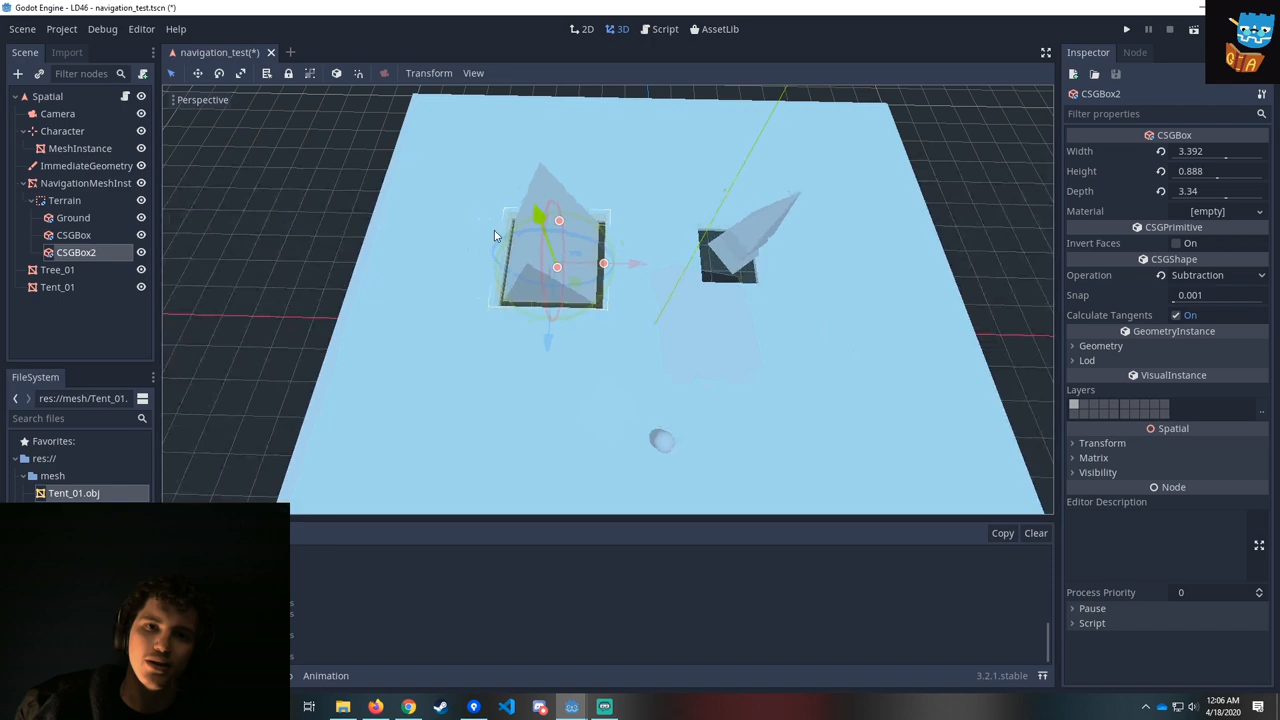 Godot Engine - LD46 - navigation_test.tscn (*)
Scene Project Debug Editor Help
2D 3D Script AssetLib
Scene Import
navigation_test(*)
Inspector Node
Filter nodes
Transform View
Perspective
Spatial
Camera
Character
MeshInstance
ImmediateGeometry
NavigationMeshInst
Terrain
Ground
CSGBox
CSGBox2
Tree_01
Tent_01
FileSystem
res://mesh/Tent_01.
Search files
Favorites:
res://
mesh
Tent_01.obj
CSGBox2
Filter properties
CSGBox
Width 3.392
Height 0.888
Depth 3.34
Material [empty]
CSGPrimitive
Invert Faces On
CSGShape
Operation Subtraction
Snap 0.001
Calculate Tangents On
GeometryInstance
Geometry
Lod
VisualInstance
Layers
..
Spatial
Transform
Matrix
Visibility
Node
Editor Description
Process Priority 0
Pause
Script
Copy Clear
s
s
s
s
Animation
3.2.1.stable
12:06 AM
4/18/2020
Q A